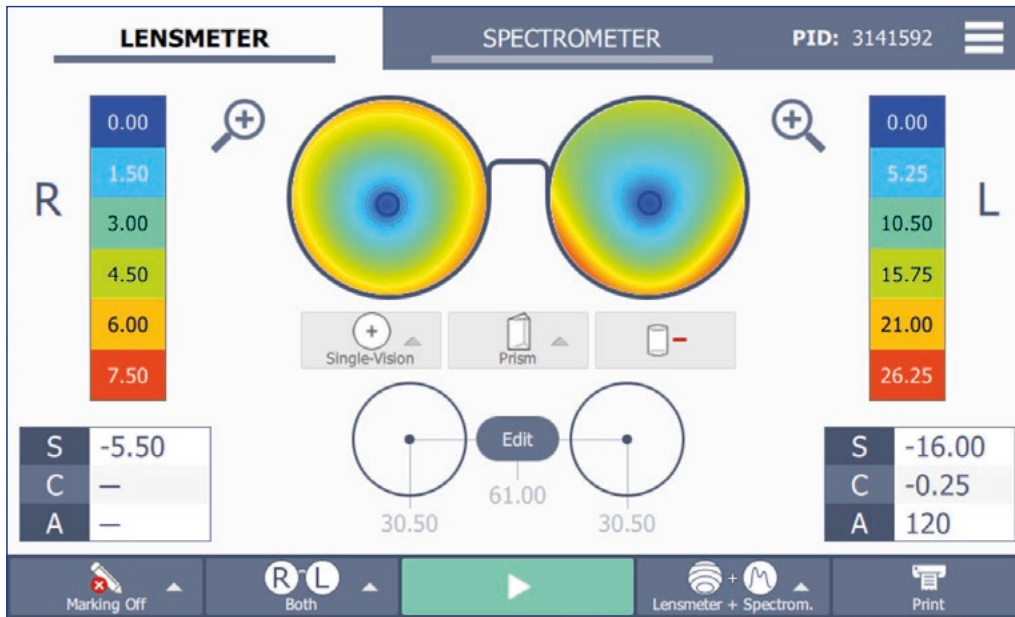 LENSMETER
SPECTROMETER
PID: 3141592
R
0.00
1.50
3.00
4.50
6.00
7.50
L
0.00
5.25
10.50
15.75
21.00
26.25
Single-Vision
Prism
Edit
61.00
30.50
30.50
S -5.50
C –
A –
S -16.00
C -0.25
A 120
Marking Off
R-L
Both
Lensmeter + Spectrom.
Print